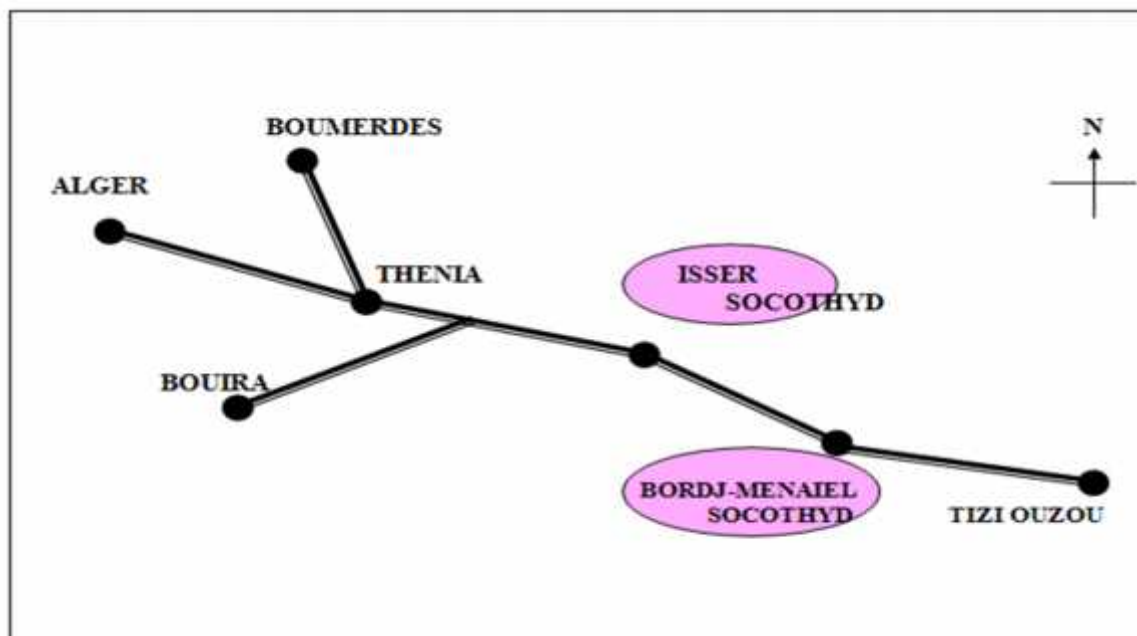 BOUMERDES
N
ALGER
THENIA
ISSER
SOCOTHYD
BOUIRA
BORDJ-MENAIEL
SOCOTHYD
TIZI OUZOU